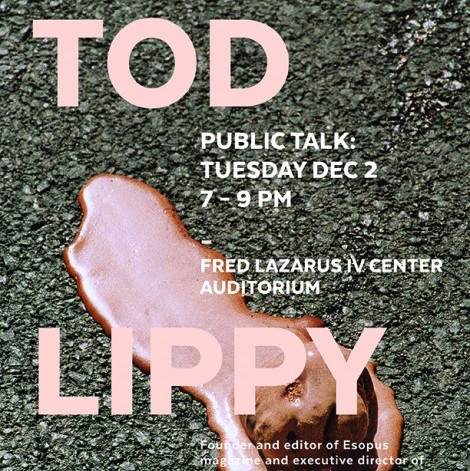 TOD
PUBLIC TALK:
TUESDAY DEC 2
7 – 9 PM
–
FRED LAZARUS IV CENTER
AUDITORIUM
LIPPY
Founder and editor of Esopus
magazine and executive director of